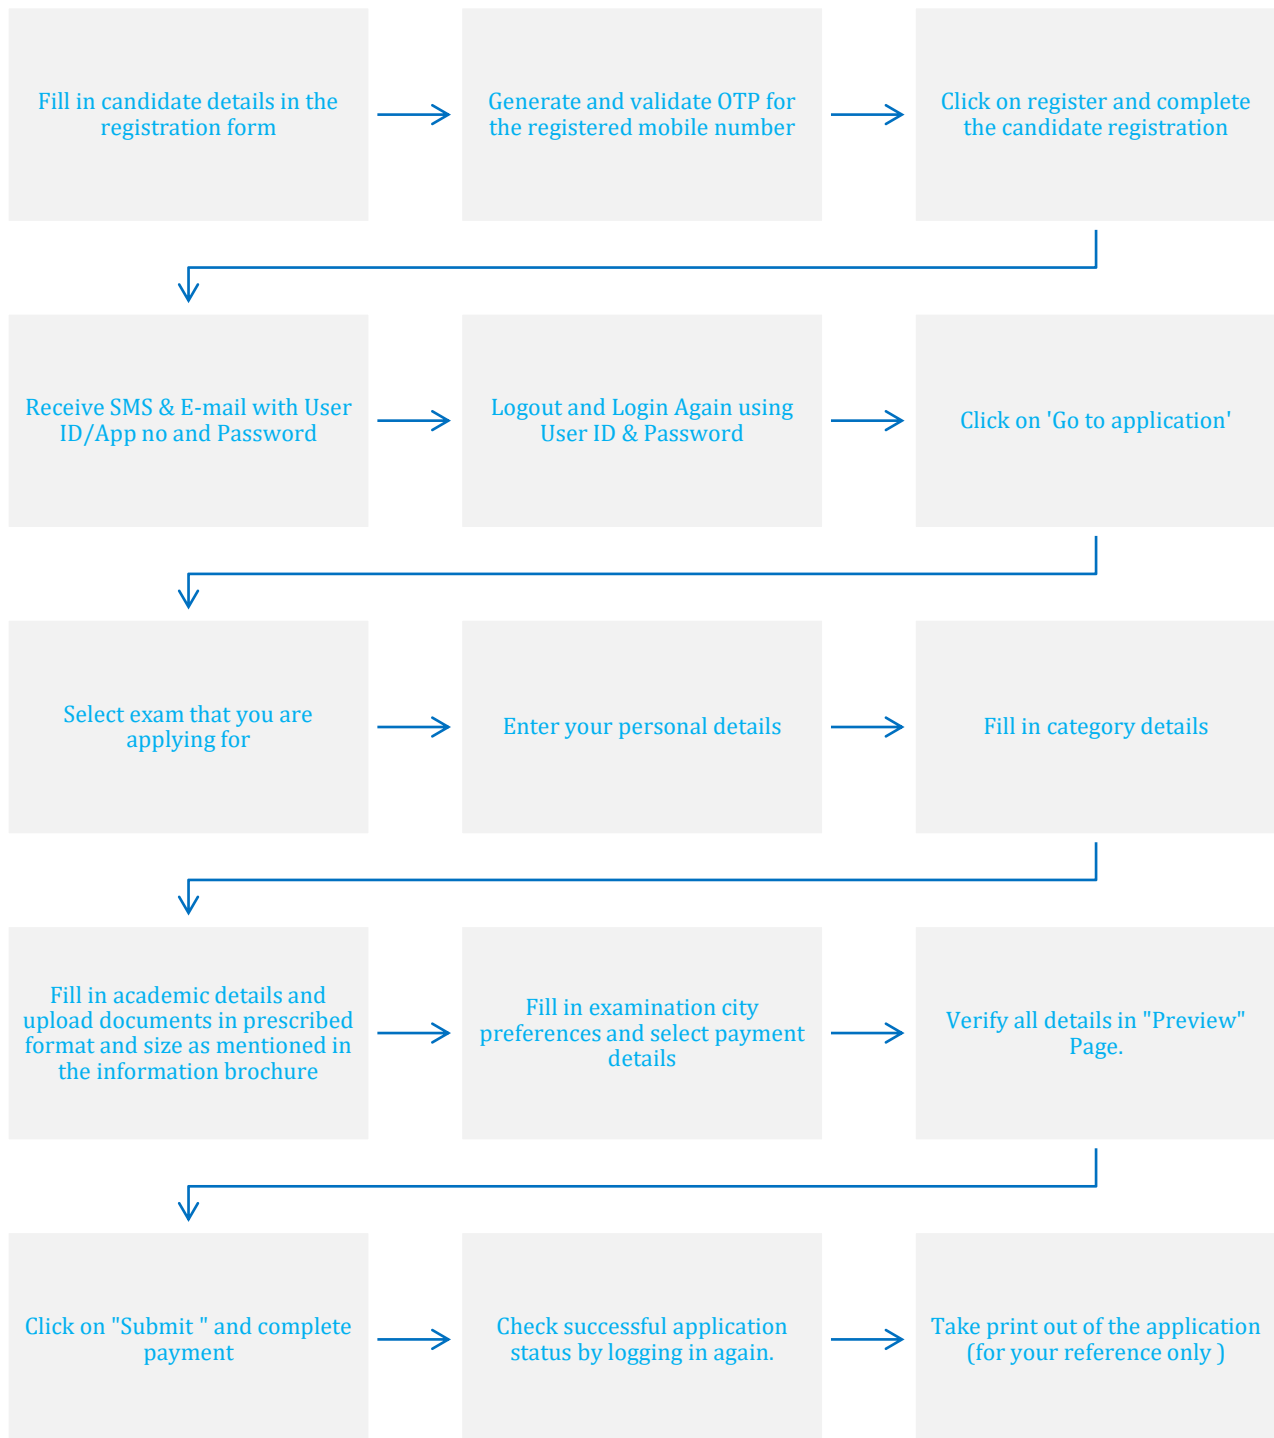 Fill in candidate details in the
registration form
Generate and validate OTP for
the registered mobile number
Click on register and complete
the candidate registration
Receive SMS & E-mail with User
ID/App no and Password
Logout and Login Again using
User ID & Password
Click on 'Go to application'
Select exam that you are
applying for
Enter your personal details
Fill in category details
Fill in academic details and
upload documents in prescribed
format and size as mentioned in
the information brochure
Fill in examination city
preferences and select payment
details
Verify all details in "Preview"
Page.
Click on "Submit " and complete
payment
Check successful application
status by logging in again.
Take print out of the application
(for your reference only )